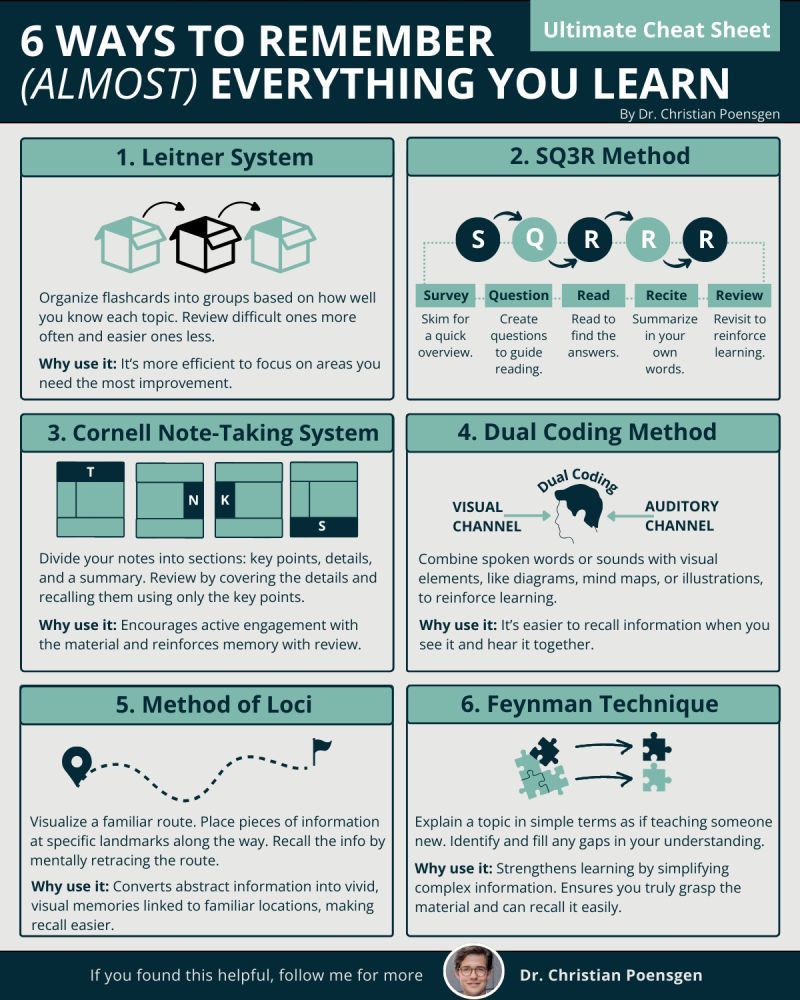 Ultimate Cheat Sheet
6 WAYS TO REMEMBER
(ALMOST) EVERYTHING YOU LEARN
By Dr. Christian Poensgen
1. Leitner System
Organize flashcards into groups based on how well
you know each topic. Review difficult ones more
often and easier ones less.
Why use it: It's more efficient to focus on areas you
need the most improvement.
2. SQ3R Method
S Q R R R
Survey Question Read Recite Review
Skim for
a quick
overview.
Create
questions
to guide
reading.
Read to
find the
answers.
Summarize
in your
own
words.
Revisit to
reinforce
learning.
3. Cornell Note-Taking System
T
N K
S
Divide your notes into sections: key points, details,
and a summary. Review by covering the details and
recalling them using only the key points.
Why use it: Encourages active engagement with
the material and reinforces memory with review.
4. Dual Coding Method
Dual Coding
VISUAL
CHANNEL
AUDITORY
CHANNEL
Combine spoken words or sounds with visual
elements, like diagrams, mind maps, or illustrations,
to reinforce learning.
Why use it: It's easier to recall information when you
see it and hear it together.
5. Method of Loci
Visualize a familiar route. Place pieces of information
at specific landmarks along the way. Recall the info by
mentally retracing the route.
Why use it: Converts abstract information into vivid,
visual memories linked to familiar locations, making
recall easier.
6. Feynman Technique
Explain a topic in simple terms as if teaching someone
new. Identify and fill any gaps in your understanding.
Why use it: Strengthens learning by simplifying
complex information. Ensures you truly grasp the
material and can recall it easily.
If you found this helpful, follow me for more
Dr. Christian Poensgen